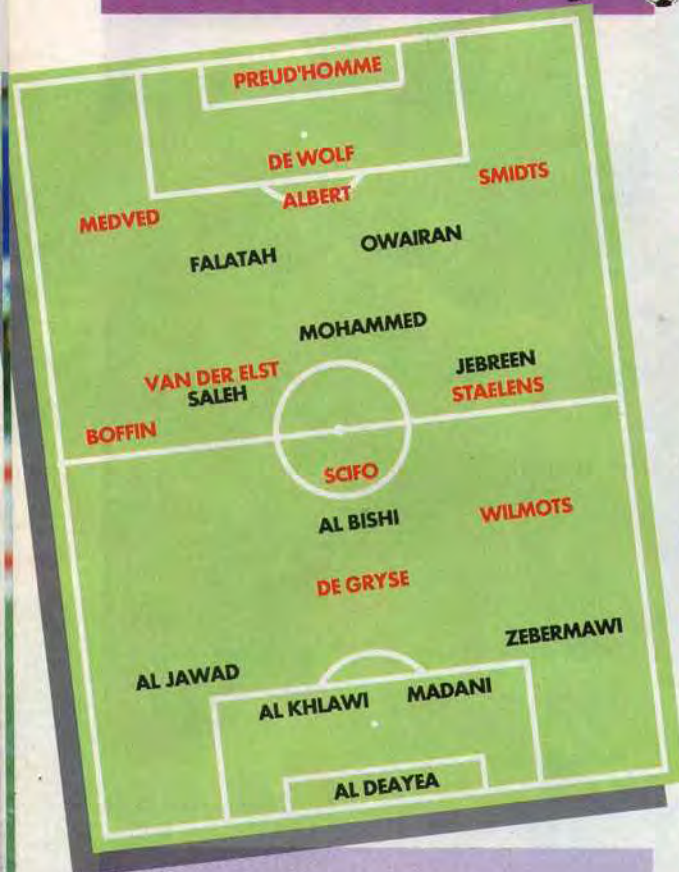 PREUD'HOMME
DE WOLF
SMIDTS
ALBERT
MEDVED
OWAIRAN
FALATAH
MOHAMMED
JEBREEN
VAN DER ELST
STAELENS
SALEH
BOFFIN
SCIFO
WILMOTS
AL BISHI
DE GRYSE
ZEBERMAWI
AL JAWAD
MADANI
AL KHLAWI
AL DEAYEA